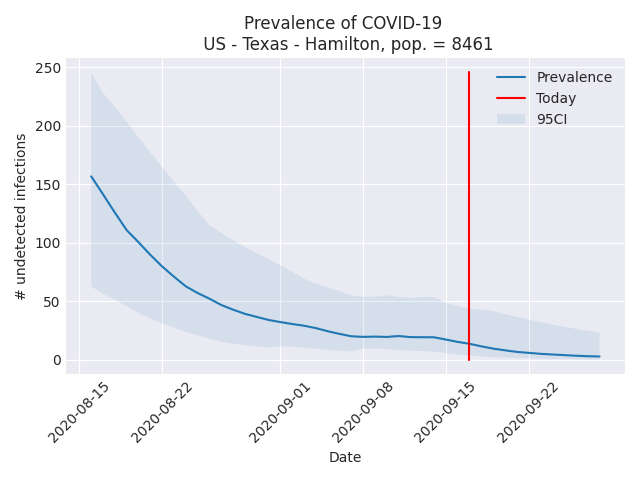 Prevalence of COVID-19
US - Texas - Hamilton, pop. = 8461
250
200
150
100
50
0
# undetected infections
Prevalence
Today
95CI
2020-08-15
2020-08-22
2020-09-01
2020-09-08
2020-09-15
2020-09-22
Date